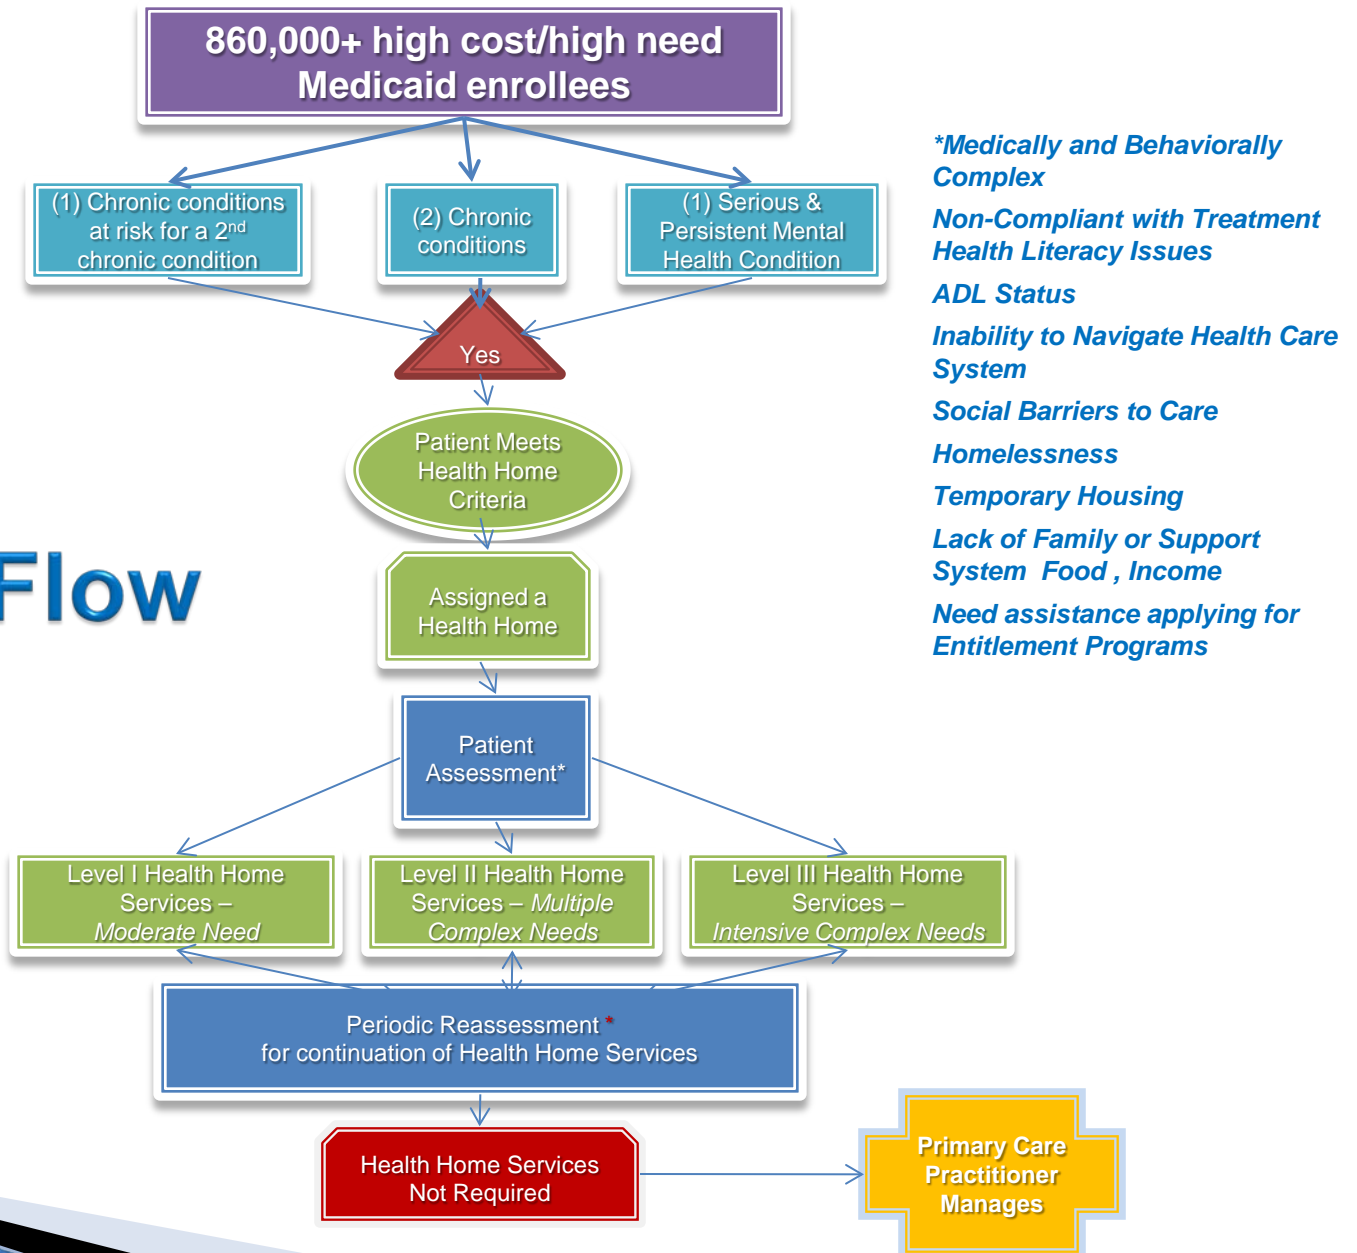 860,000+ high cost/high need
Medicaid enrollees
(1) Chronic conditions
at risk for a 2nd
chronic condition
(2) Chronic
conditions
(1) Serious &
Persistent Mental
Health Condition
Yes
Patient Meets
Health Home
Criteria
Flow
Assigned a
Health Home
Patient
Assessment*
Level I Health Home
Services –
Moderate Need
Level II Health Home
Services – Multiple
Complex Needs
Level III Health Home
Services –
Intensive Complex Needs
Periodic Reassessment *
for continuation of Health Home Services
Health Home Services
Not Required
Primary Care
Practitioner
Manages
*Medically and Behaviorally
Complex
Non-Compliant with Treatment
Health Literacy Issues
ADL Status
Inability to Navigate Health Care
System
Social Barriers to Care
Homelessness
Temporary Housing
Lack of Family or Support
System  Food , Income
Need assistance applying for
Entitlement Programs